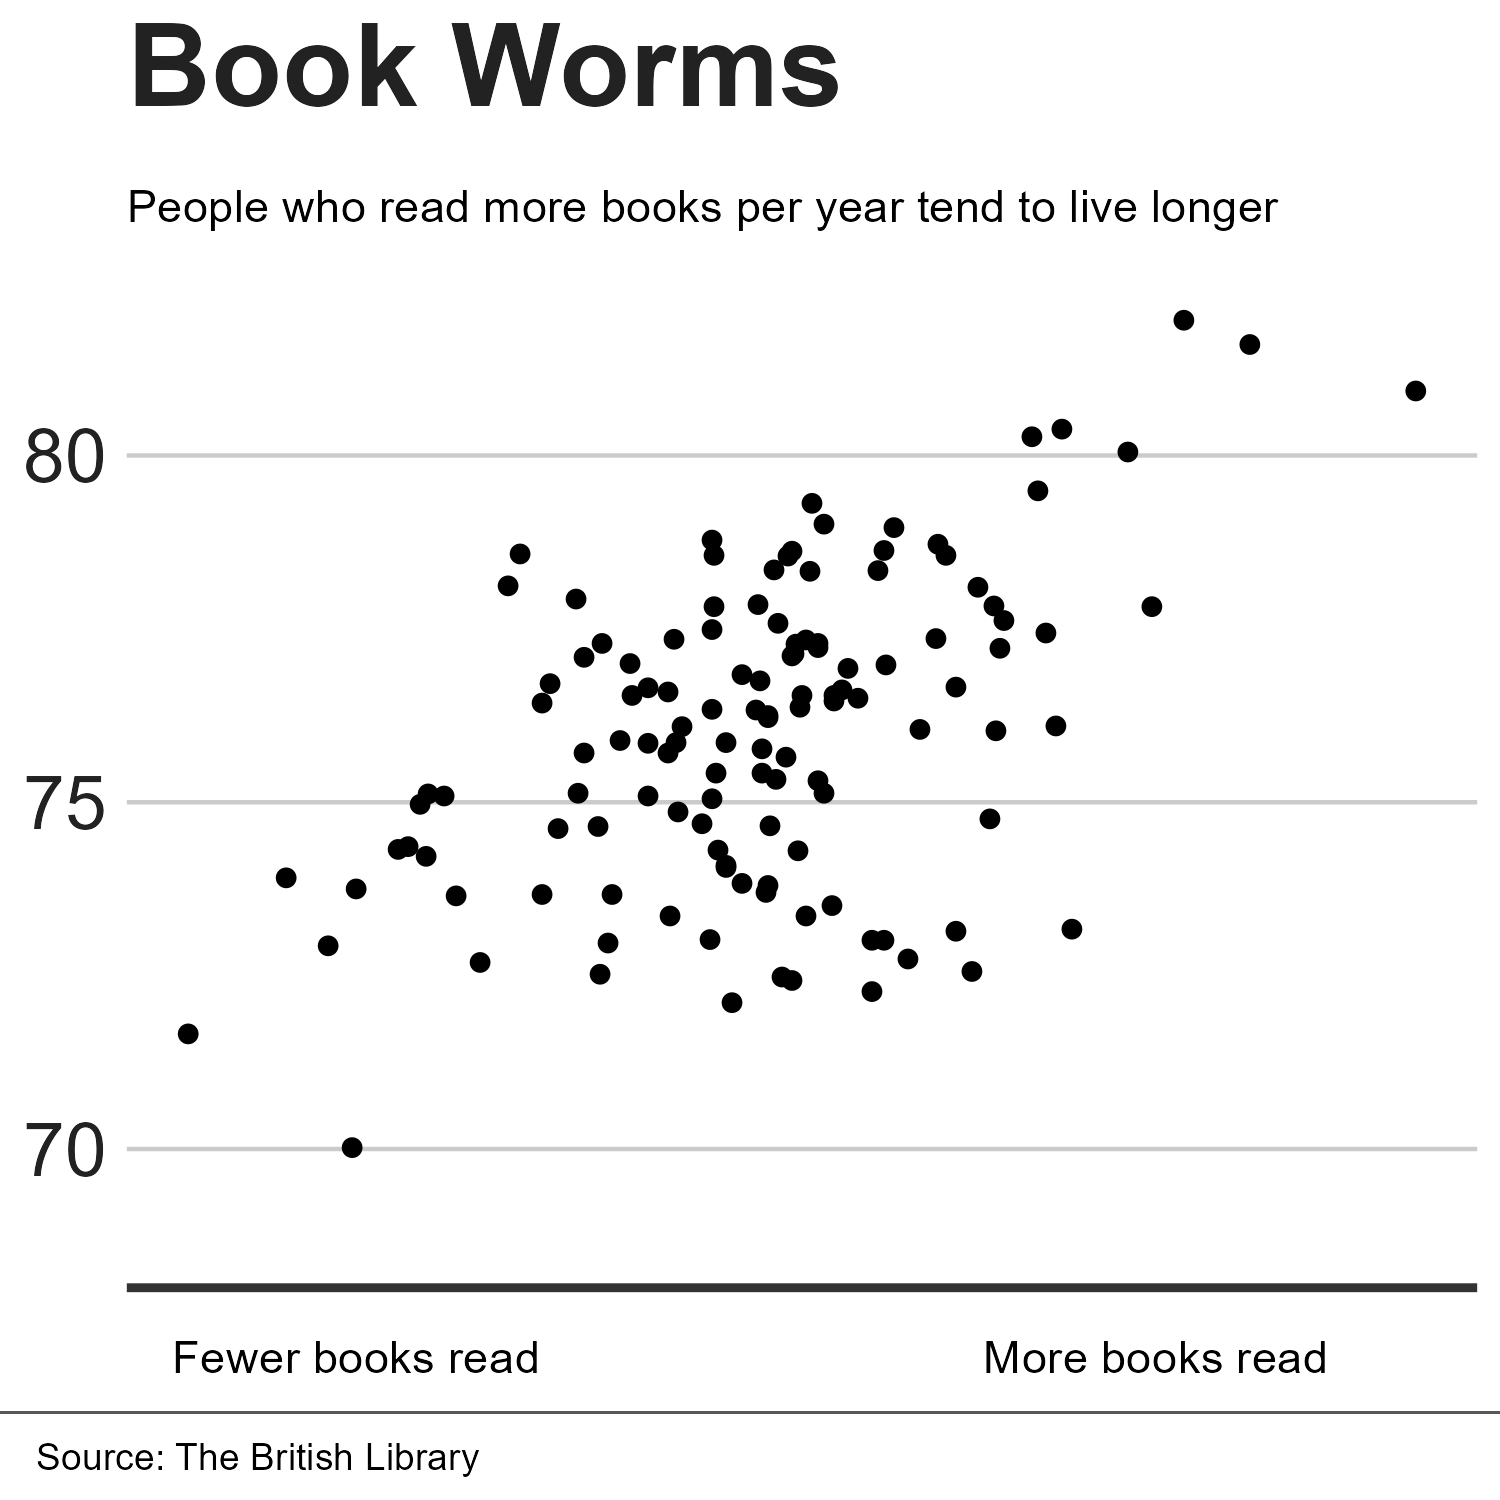 Book Worms
People who read more books per year tend to live longer
80
75
70
Fewer books read
More books read
Source: The British Library